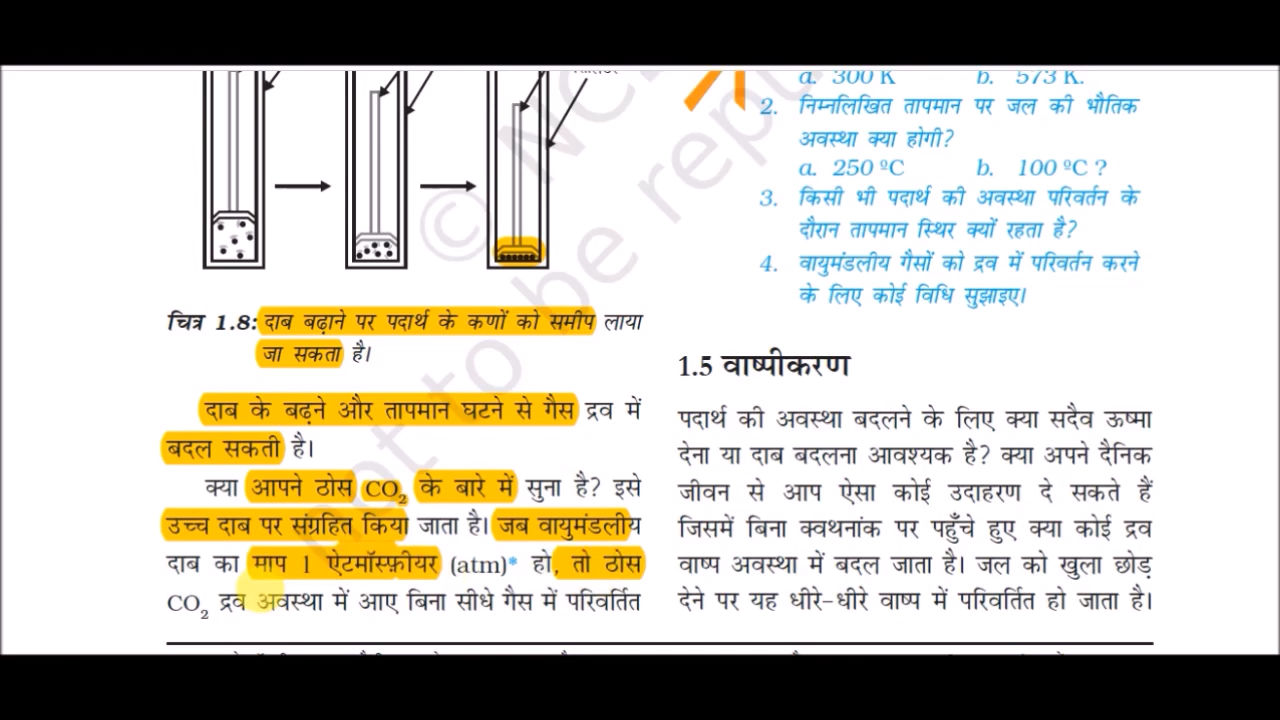 चित्र 1.8: दाब बढ़ाने पर पदार्थ के कणों को समीप लाया
जा सकता है।
दाब के बढ़ने और तापमान घटने से गैस द्रव में
बदल सकती है।
क्या आपने ठोस CO₂ के बारे में सुना है? इसे
उच्च दाब पर संग्रहित किया जाता है। जब वायुमंडलीय
दाब का माप 1 ऐटमॉस्फ़ीयर (atm)* हो, तो ठोस
CO₂ द्रव अवस्था में आए बिना सीधे गैस में परिवर्तित
a. 300 K b. 573 K.
2. निम्नलिखित तापमान पर जल की भौतिक
अवस्था क्या होगी?
a. 250 ºC b. 100 ºC ?
3. किसी भी पदार्थ की अवस्था परिवर्तन के
दौरान तापमान स्थिर क्यों रहता है?
4. वायुमंडलीय गैसों को द्रव में परिवर्तन करने
के लिए कोई विधि सुझाइए।
1.5 वाष्पीकरण
पदार्थ की अवस्था बदलने के लिए क्या सदैव ऊष्मा
देना या दाब बदलना आवश्यक है? क्या अपने दैनिक
जीवन से आप ऐसा कोई उदाहरण दे सकते हैं
जिसमें बिना क्वथनांक पर पहुँचे हुए क्या कोई द्रव
वाष्प अवस्था में बदल जाता है। जल को खुला छोड़
देने पर यह धीरे-धीरे वाष्प में परिवर्तित हो जाता है।
not to be